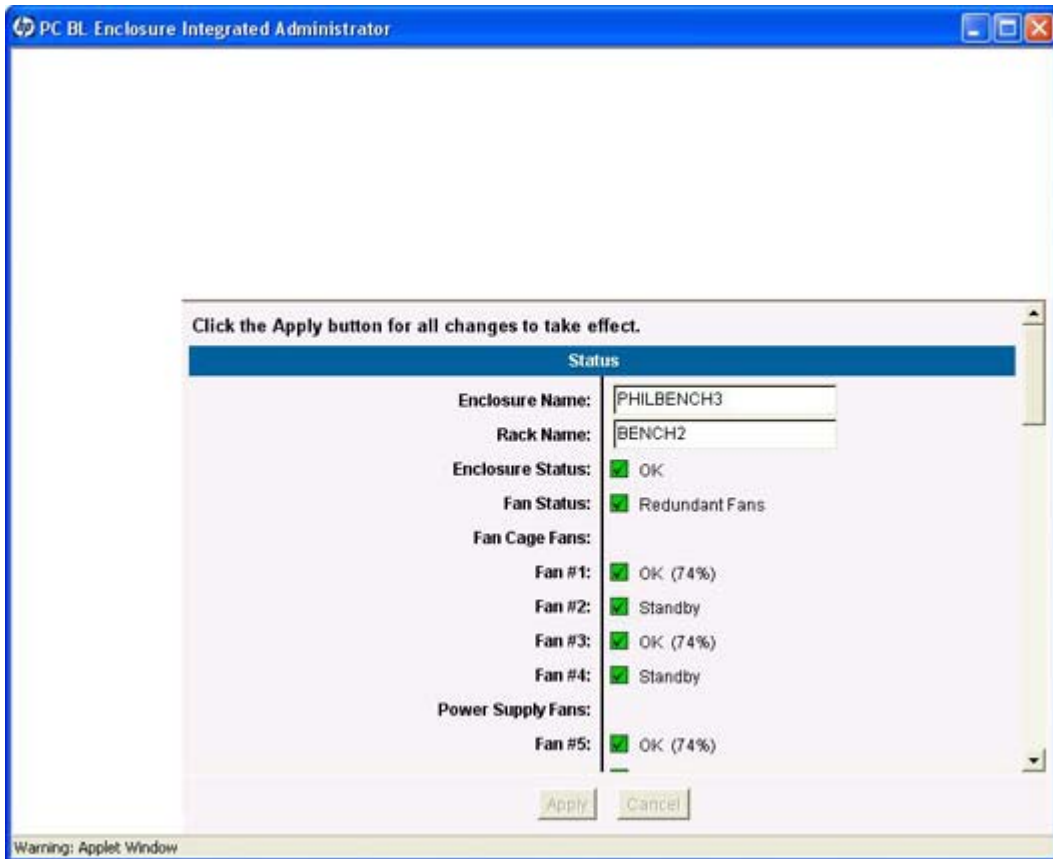 hp PC BL Enclosure Integrated Administrator
Click the Apply button for all changes to take effect.
Status
Enclosure Name: PHILBENCH3
Rack Name: BENCH2
Enclosure Status: OK
Fan Status: Redundant Fans
Fan Cage Fans:
Fan #1: OK (74%)
Fan #2: Standby
Fan #3: OK (74%)
Fan #4: Standby
Power Supply Fans:
Fan #5: OK (74%)
Apply Cancel
Warning: Applet Window